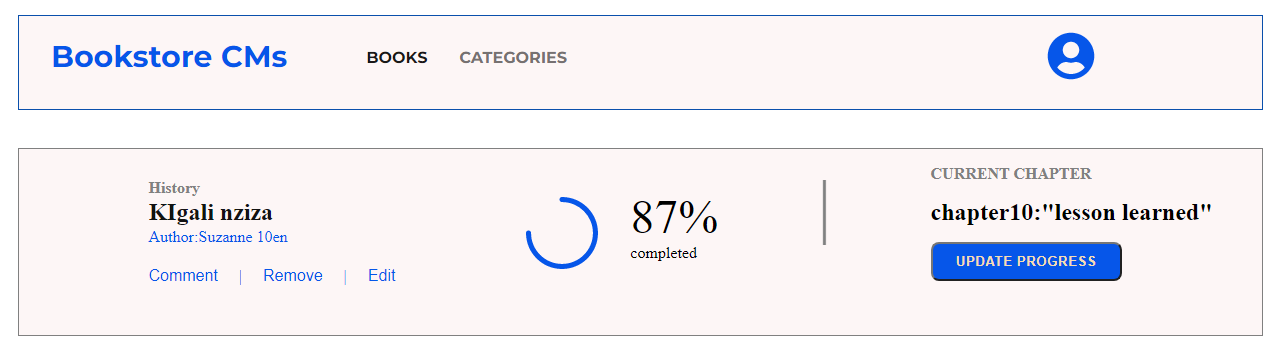 Bookstore CMs BOOKS CATEGORIES
History
KIgali nziza
Author:Suzanne 10en
Comment | Remove | Edit
87%
completed
CURRENT CHAPTER
chapter10:"lesson learned"
UPDATE PROGRESS